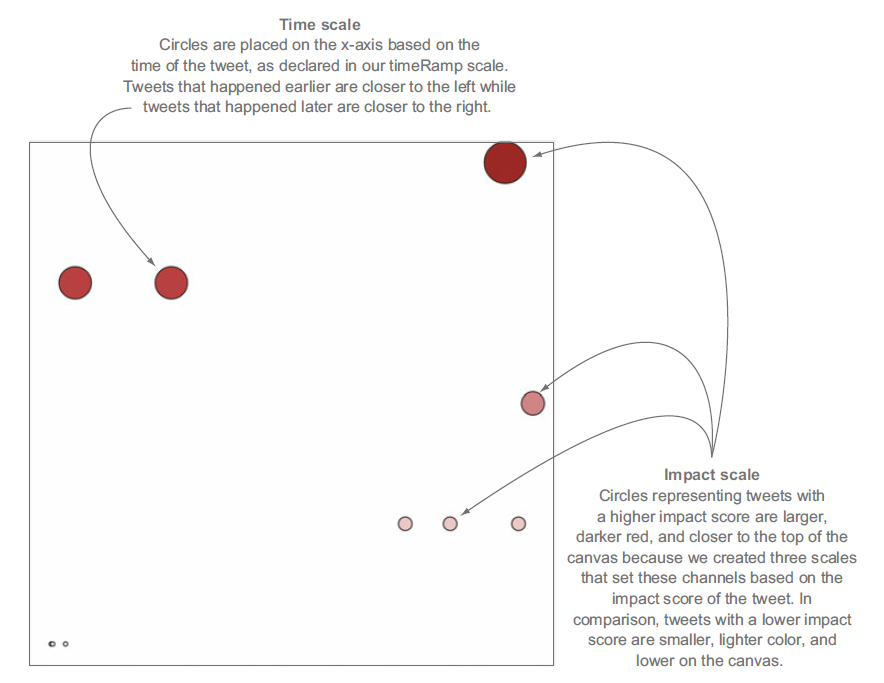 Time scale
Circles are placed on the x-axis based on the
time of the tweet, as declared in our timeRamp scale.
Tweets that happened earlier are closer to the left while
tweets that happened later are closer to the right.
Impact scale
Circles representing tweets with
a higher impact score are larger,
darker red, and closer to the top of the
canvas because we created three scales
that set these channels based on the
impact score of the tweet. In
comparison, tweets with a lower impact
score are smaller, lighter color, and
lower on the canvas.